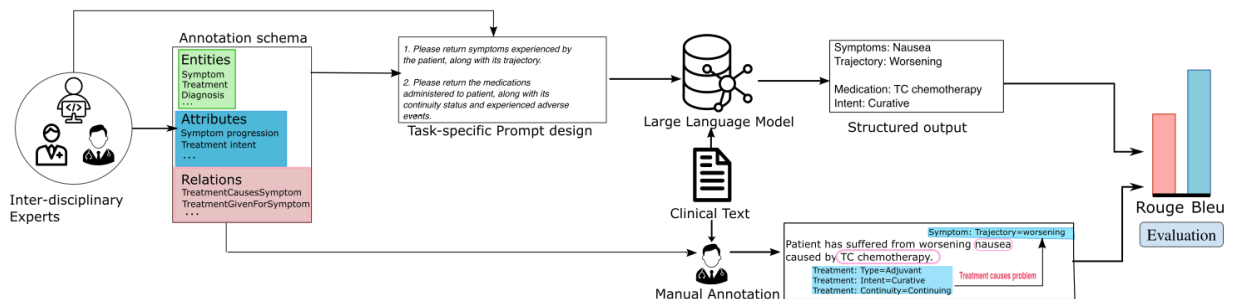 Inter-disciplinary
Experts
Annotation schema
Entities
Symptom
Treatment
Diagnosis
...
Attributes
Symptom progression
Treatment intent
...
Relations
TreatmentCausesSymptom
TreatmentGivenForSymptom
...
1. Please return symptoms experienced by
the patient, along with its trajectory.
2. Please return the medications
administered to patient, along with its
continuity status and experienced adverse
events.
Task-specific Prompt design
Large Language Model
Clinical Text
Manual Annotation
Symptoms: Nausea
Trajectory: Worsening
Medication: TC chemotherapy
Intent: Curative
Structured output
Symptom: Trajectory=worsening
Patient has suffered from worsening nausea
caused by TC chemotherapy.
Treatment: Type=Adjuvant
Treatment: Intent=Curative
Treatment: Continuity=Continuing
Treatment causes problem
Rouge Bleu
Evaluation